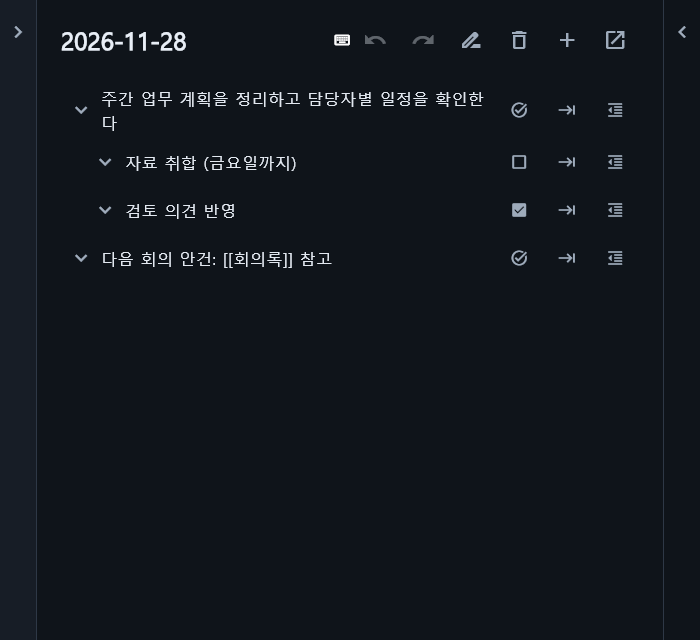 2026-11-28
주간 업무 계획을 정리하고 담당자별 일정을 확인한
다
자료 취합 (금요일까지)
검토 의견 반영
다음 회의 안건: [[회의록]] 참고